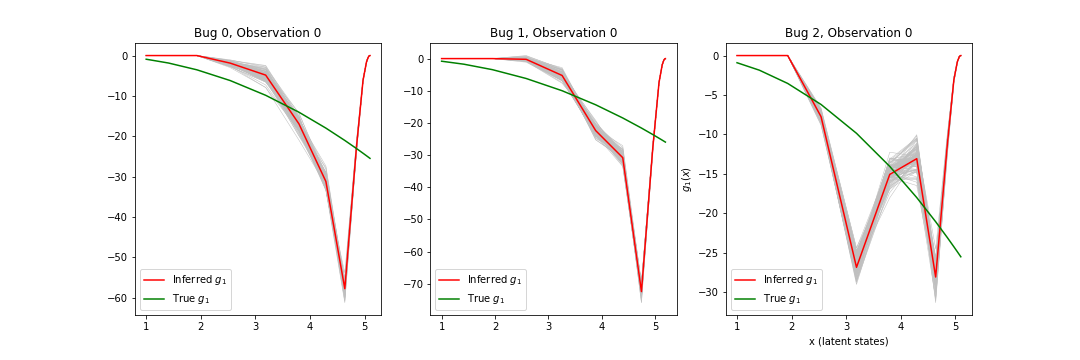 Bug 0, Observation 0
0
−10
−20
−30
−40
−50
−60
1 2 3 4 5
Inferred g₁
True g₁
Bug 1, Observation 0
0
−10
−20
−30
−40
−50
−60
−70
1 2 3 4 5
Inferred g₁
True g₁
Bug 2, Observation 0
g₁(x)
0
−5
−10
−15
−20
−25
−30
1 2 3 4 5
x (latent states)
Inferred g₁
True g₁